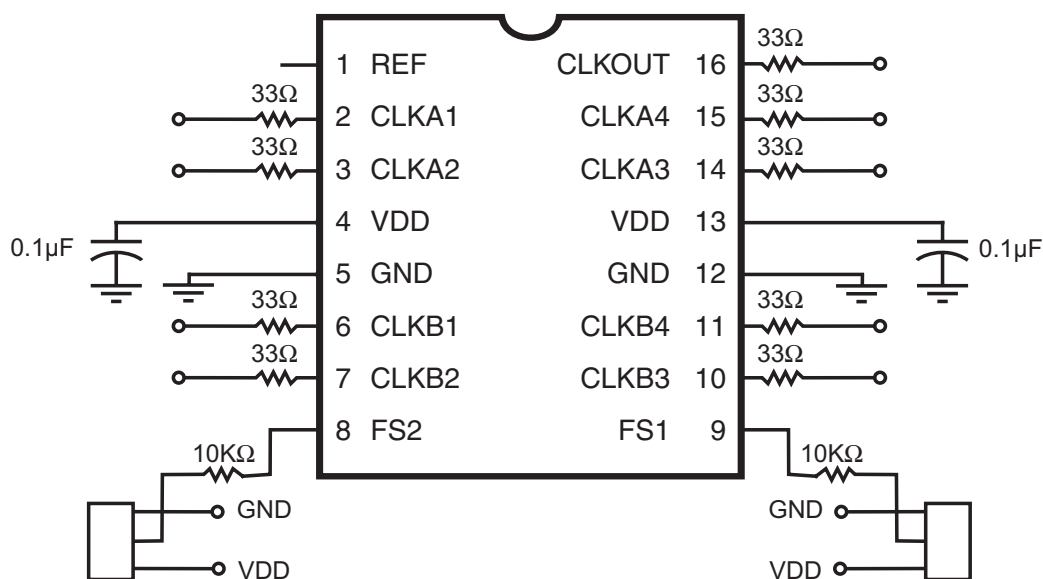 33Ω
1 REF CLKOUT 16
33Ω 33Ω
2 CLKA1 CLKA4 15
33Ω 33Ω
3 CLKA2 CLKA3 14
4 VDD VDD 13
0.1µF 0.1µF
5 GND GND 12
33Ω 33Ω
6 CLKB1 CLKB4 11
33Ω 33Ω
7 CLKB2 CLKB3 10
8 FS2 FS1 9
10KΩ 10KΩ
GND GND
VDD VDD